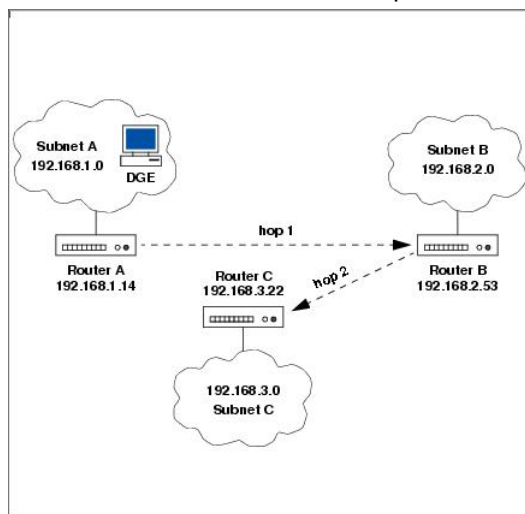 Subnet A
192.168.1.0
DGE
Subnet B
192.168.2.0
hop 1
Router A
192.168.1.14
Router C
192.168.3.22
hop 2
Router B
192.168.2.53
192.168.3.0
Subnet C